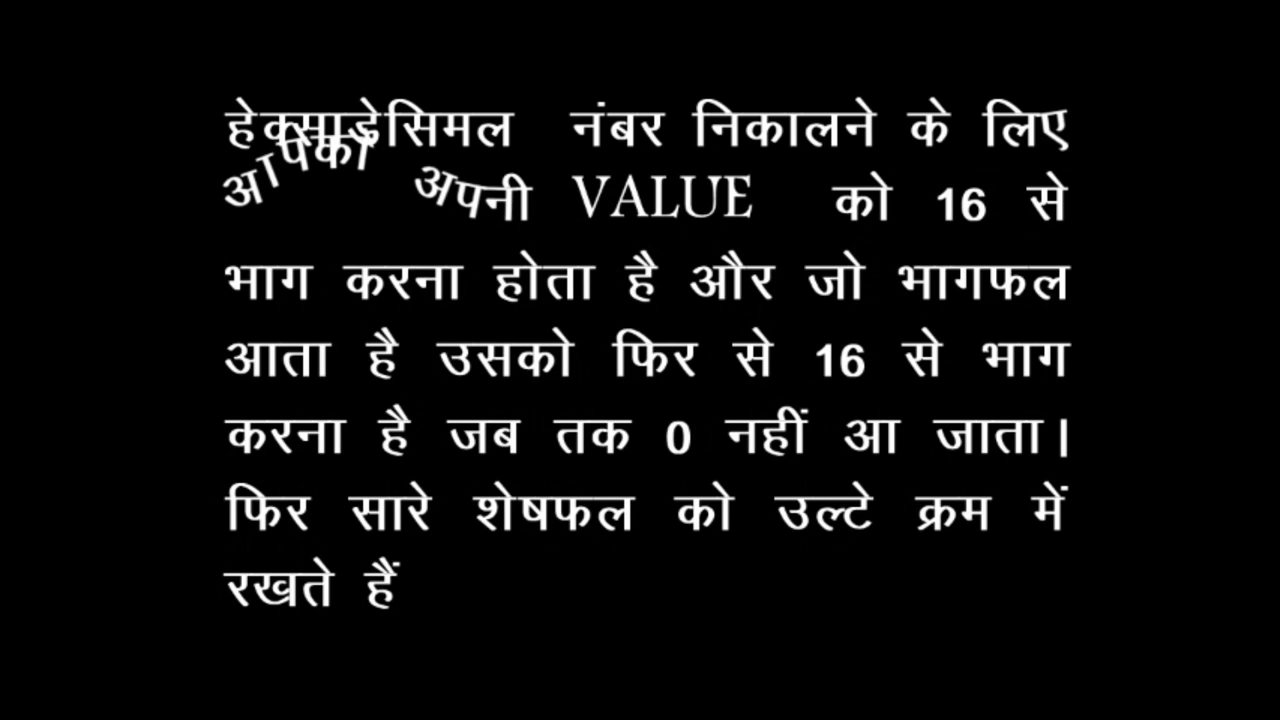 हेक्साडेसिमल नंबर निकालने के लिए
आपको अपनी VALUE को 16 से
भाग करना होता है और जो भागफल
आता है उसको फिर से 16 से भाग
करना है जब तक 0 नहीं आ जाता।
फिर सारे शेषफल को उल्टे क्रम में
रखते हैं